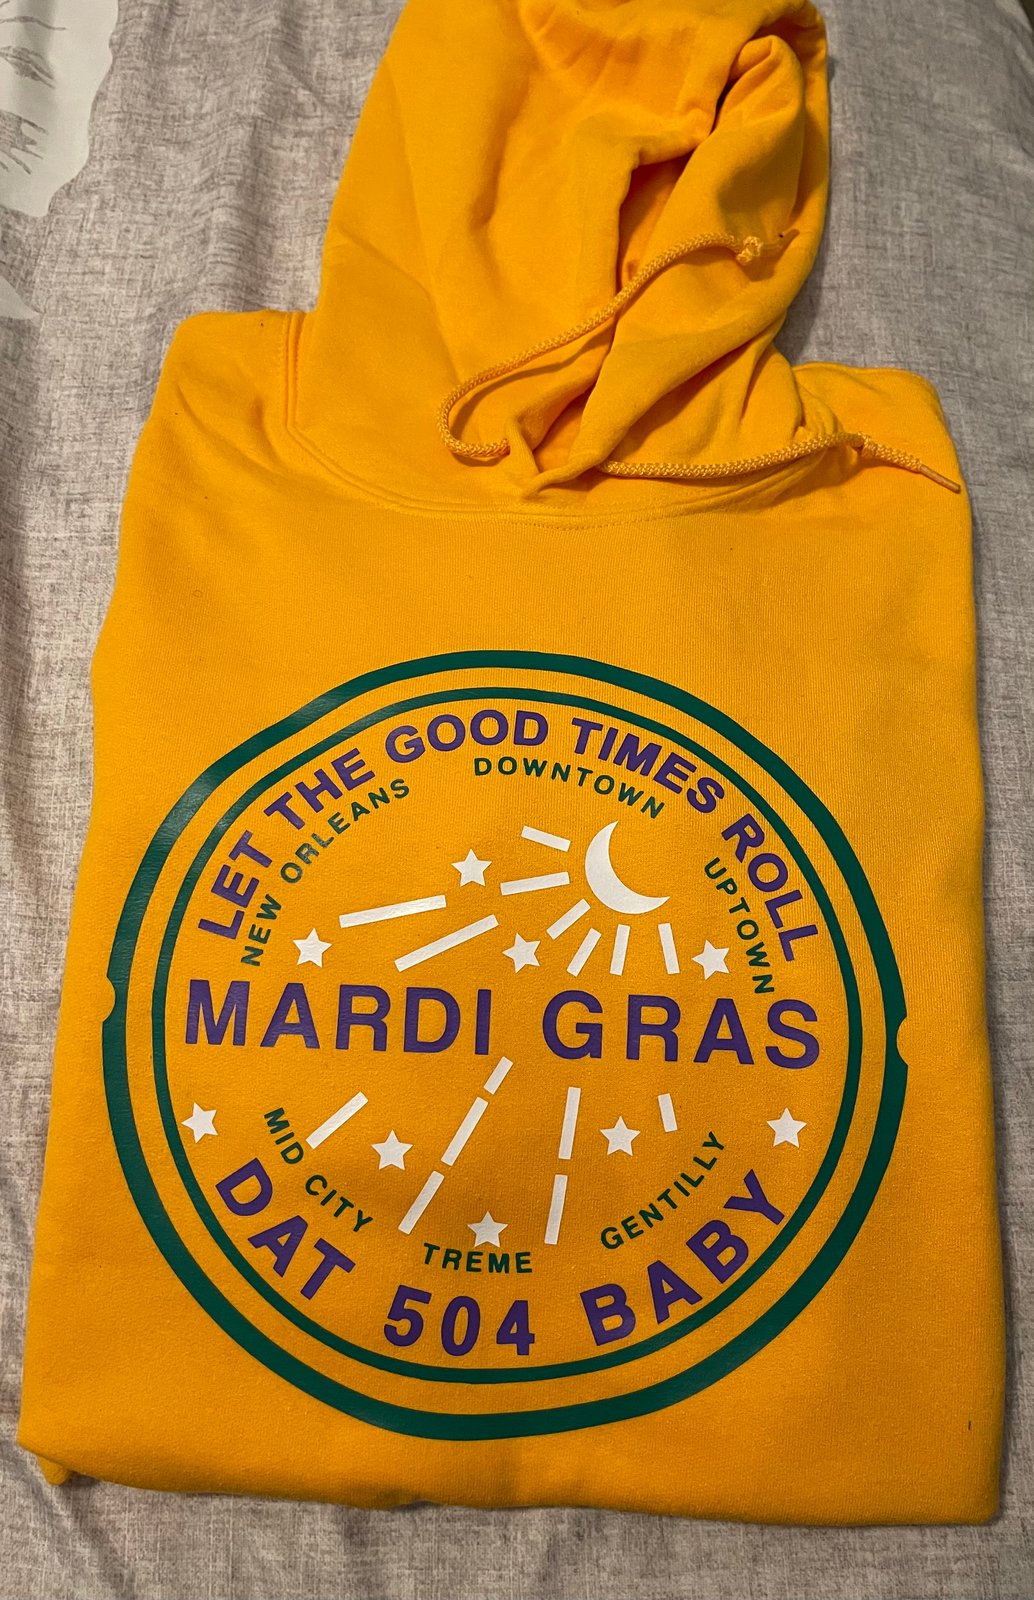 LET THE GOOD TIMES ROLL
NEW ORLEANS
DOWNTOWN
UPTOWN
MARDI GRAS
MID CITY
TREME
GENTILLY
DAT 504 BABY